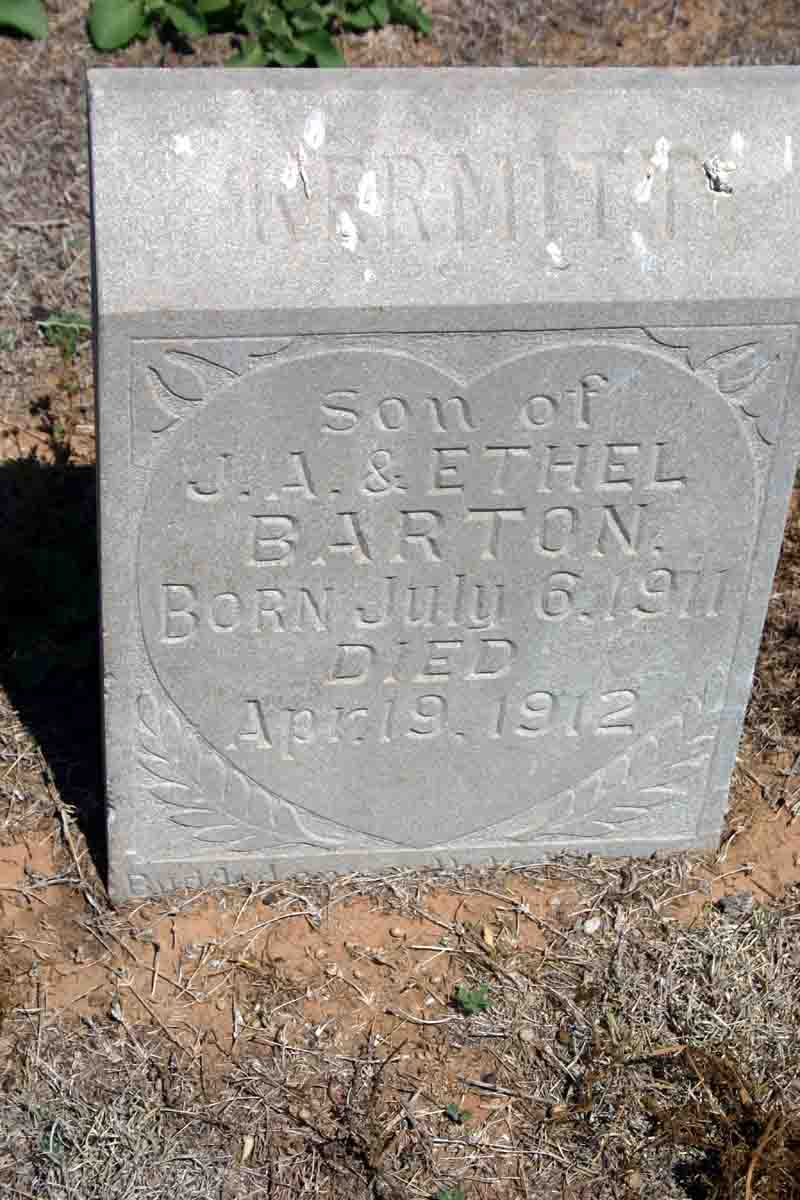 KERMIT
Son of
J. A. & ETHEL
BARTON.
BORN July 6. 1911
DIED
Apr. 19. 1912